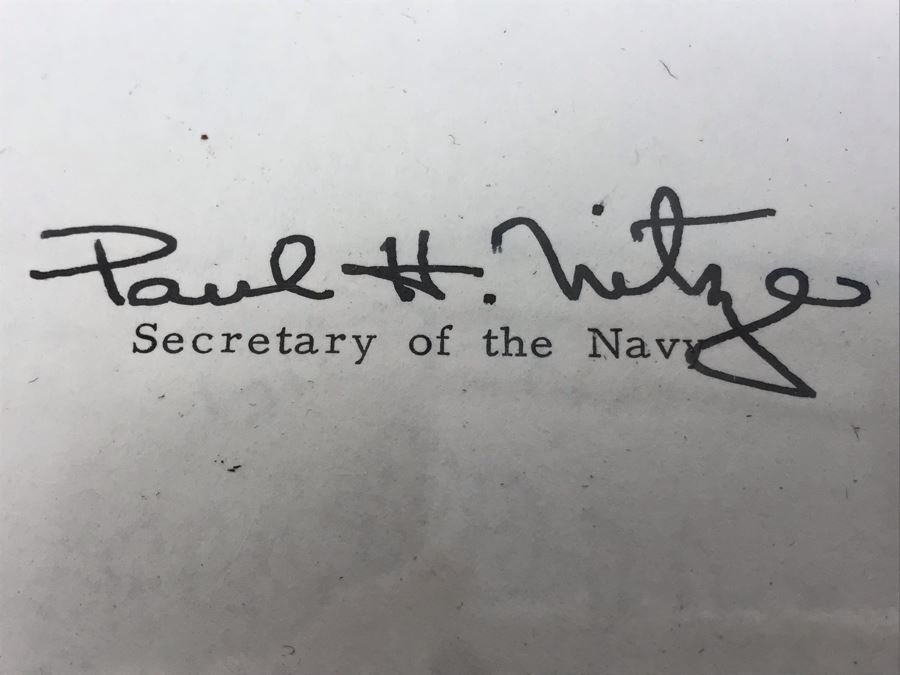 Paul H. Nitze
Secretary of the Navy